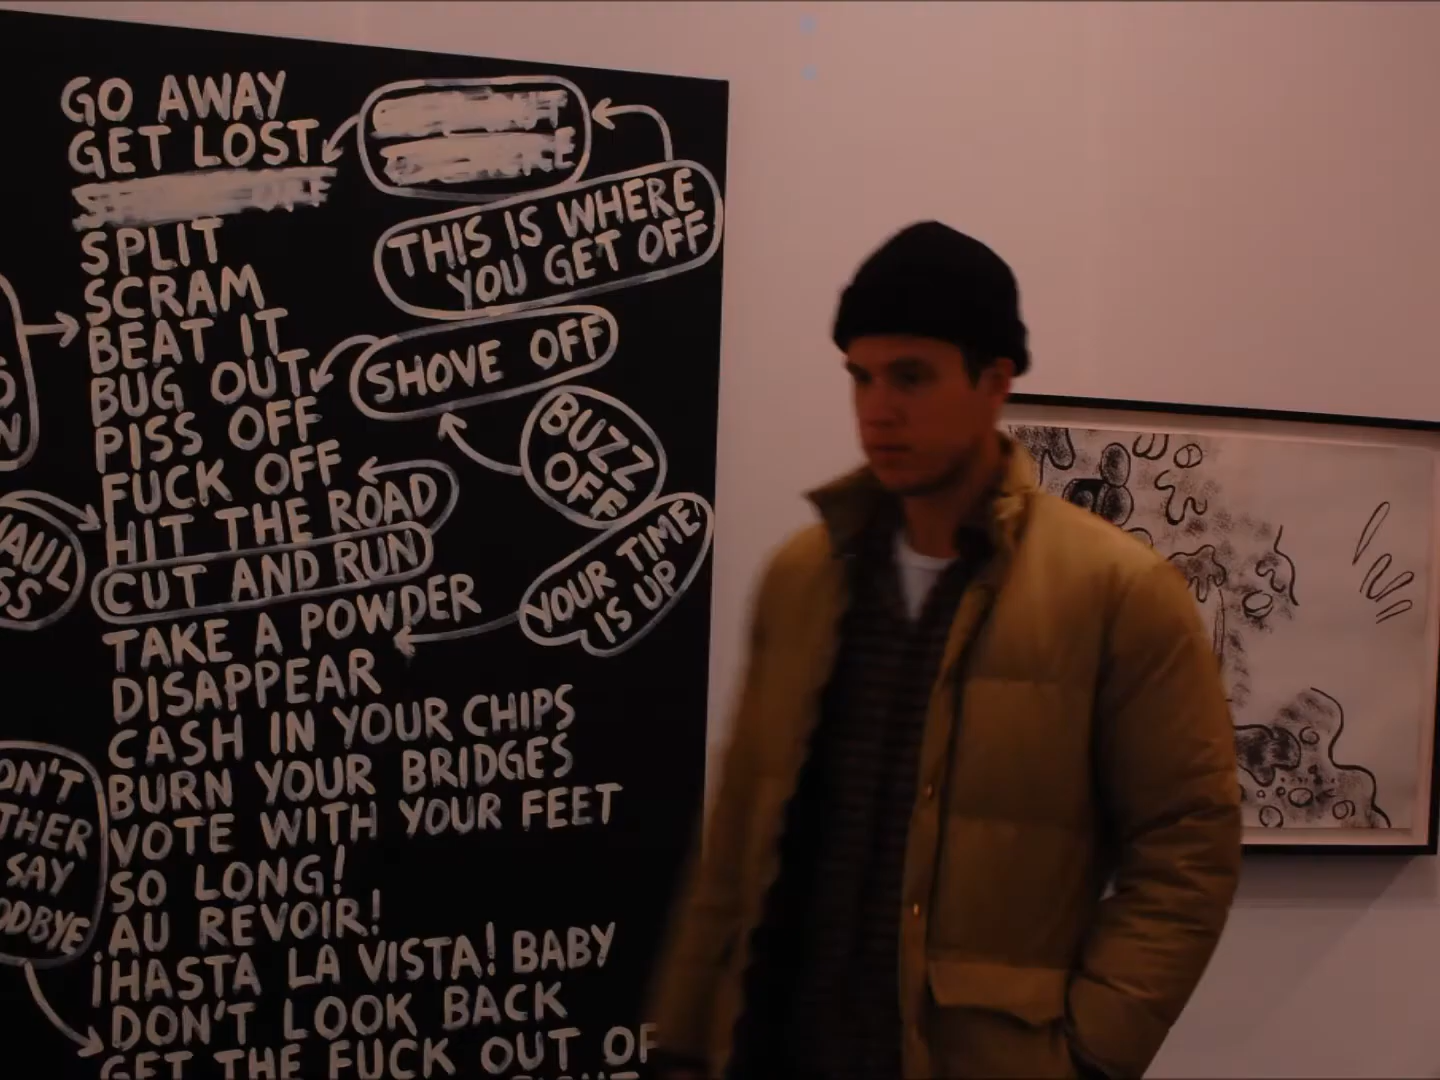 GO AWAY
GET LOST
SPLIT
SCRAM
BEAT IT
BUG OUT
PISS OFF
FUCK OFF
HIT THE ROAD
CUT AND RUN
TAKE A POWDER
DISAPPEAR
CASH IN YOUR CHIPS
BURN YOUR BRIDGES
VOTE WITH YOUR FEET
SO LONG!
AU REVOIR!
¡HASTA LA VISTA! BABY
DON'T LOOK BACK
GET THE FUCK OUT OF
THIS IS WHERE
YOU GET OFF
SHOVE OFF
BUZZ
OFF
YOUR TIME
IS UP
SAY